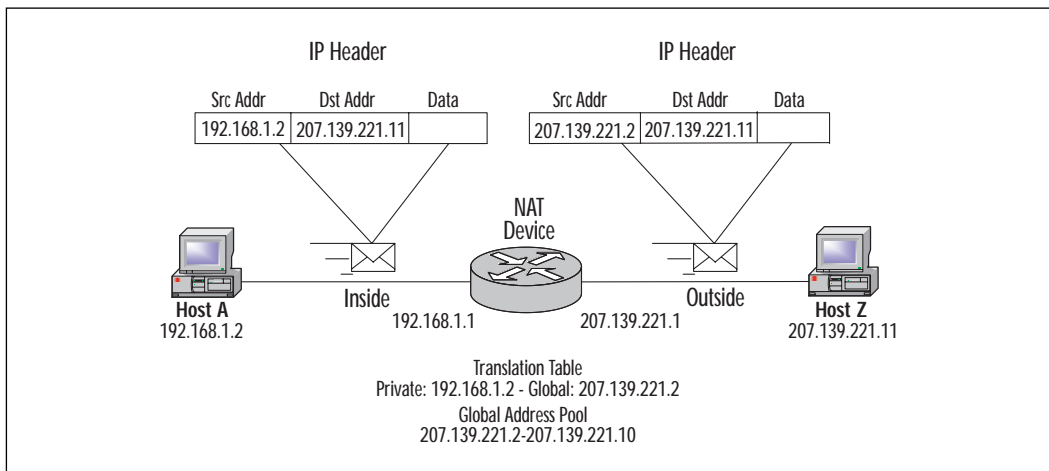 IP Header
IP Header
Src Addr Dst Addr Data
Src Addr Dst Addr Data
192.168.1.2 207.139.221.11
207.139.221.2 207.139.221.11
NAT
Device
Inside
Outside
Host A
192.168.1.2
192.168.1.1
207.139.221.1
Host Z
207.139.221.11
Translation Table
Private: 192.168.1.2 - Global: 207.139.221.2
Global Address Pool
207.139.221.2-207.139.221.10